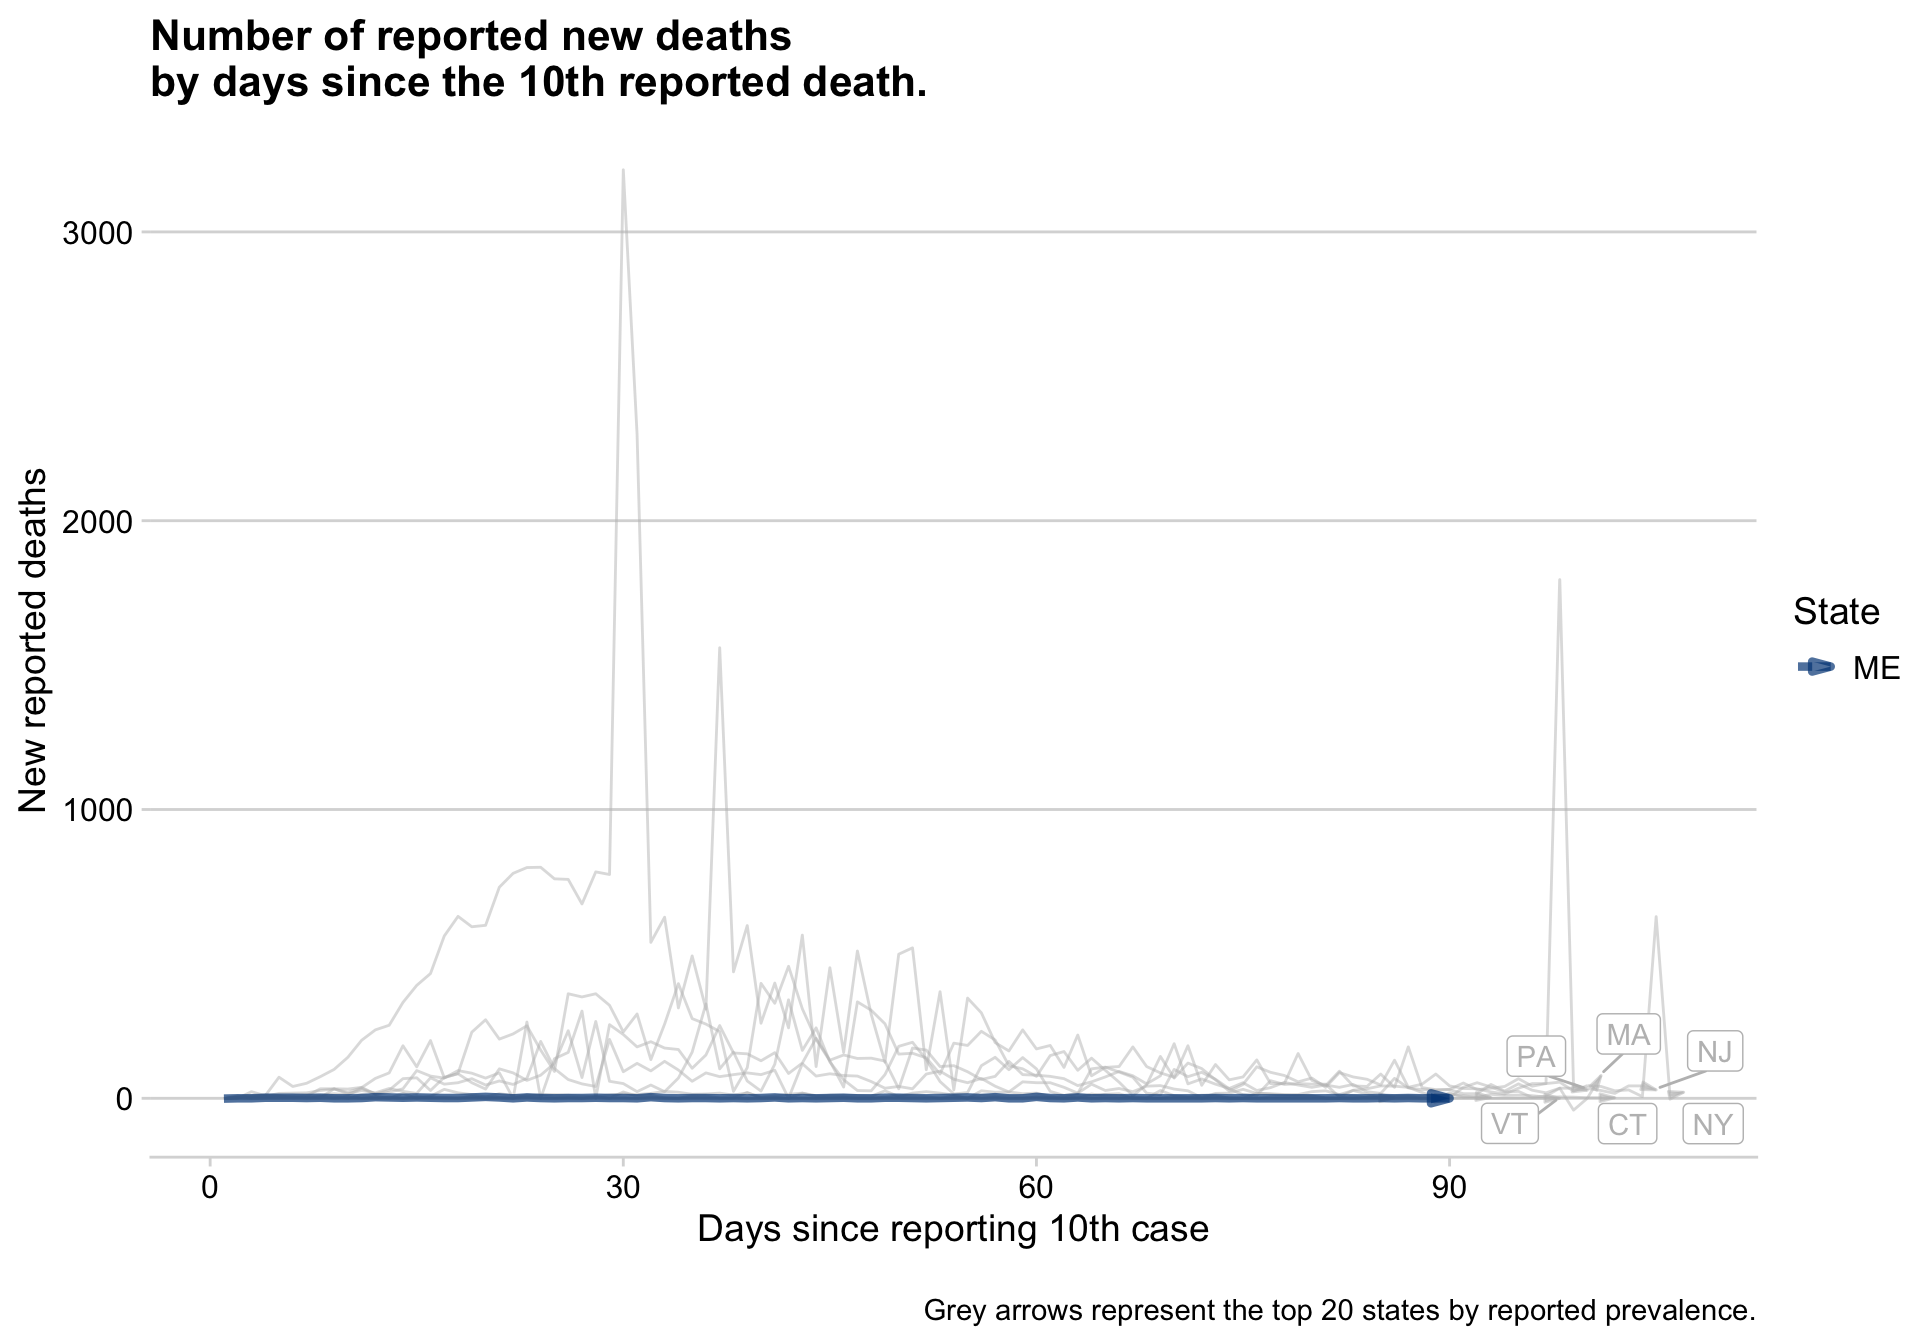 Number of reported new deaths
by days since the 10th reported death.
New reported deaths
3000
2000
1000
0
PA
MA
NJ
VT
CT
NY
0
30
60
90
Days since reporting 10th case
State
ME
Grey arrows represent the top 20 states by reported prevalence.